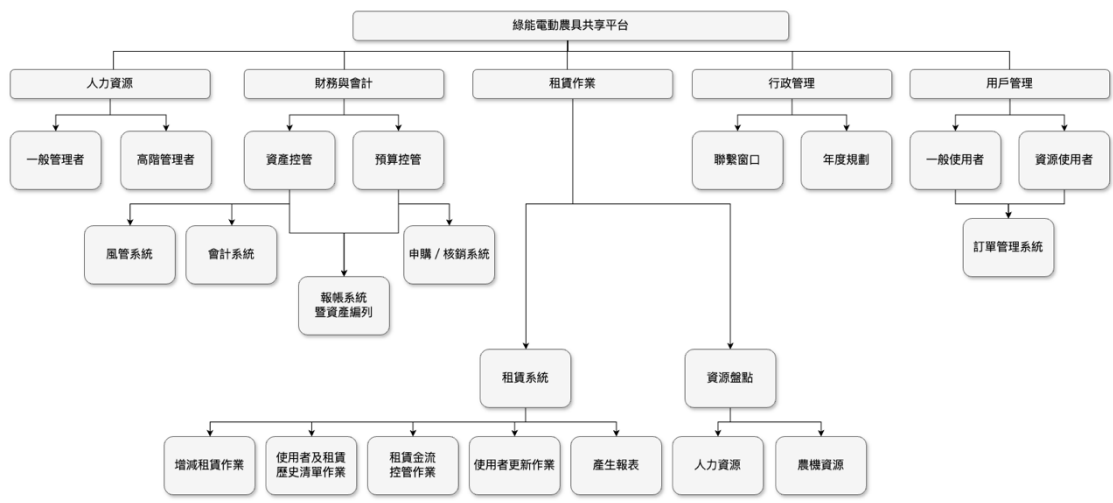 綠能電動農具共享平台
人力資源
財務與會計
租賃作業
行政管理
用戶管理
一般管理者
高階管理者
資產控管
預算控管
聯繫窗口
年度規劃
一般使用者
資源使用者
風管系統
會計系統
申購 / 核銷系統
訂單管理系統
報帳系統
暨資產編列
租賃系統
資源盤點
增減租賃作業
使用者及租賃
歷史清單作業
租賃金流
控管作業
使用者更新作業
產生報表
人力資源
農機資源